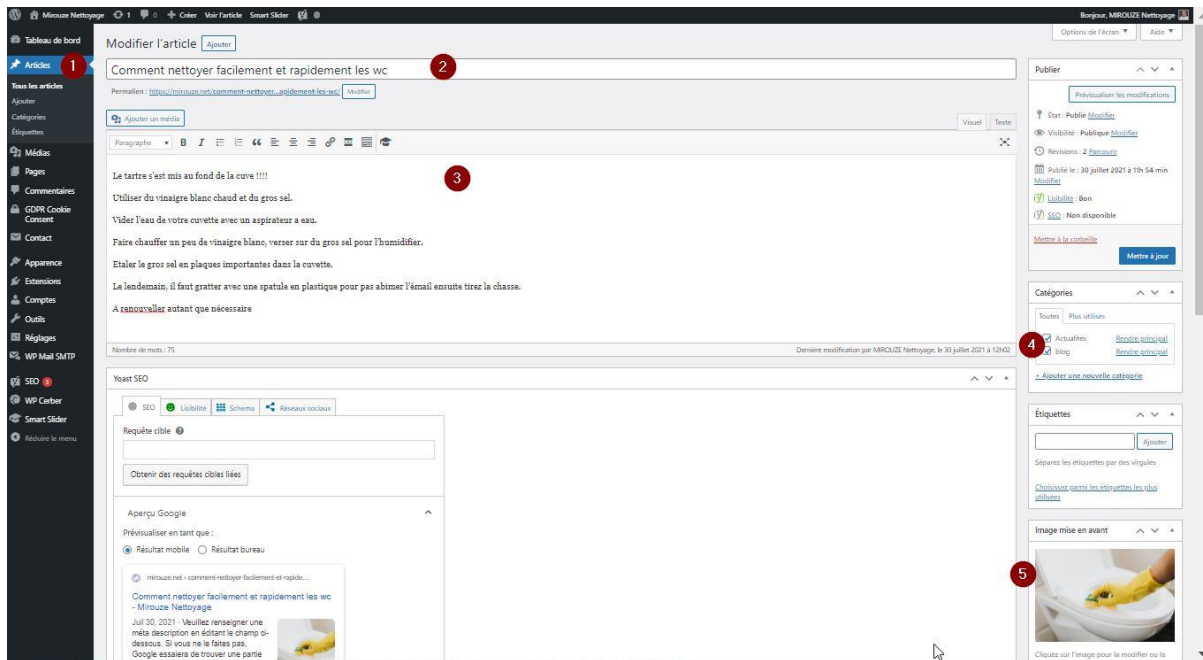 Mirouze Nettoyage 1 0 Créer Voir l'article Smart Slider Bonjour, MIROUZE Nettoyage
Options de l'écran ▼ Aide ▼
Tableau de bord
Articles
1
Tous les articles
Ajouter
Catégories
Étiquettes
Médias
Pages
Commentaires
GDPR Cookie
Consent
Contact
Apparence
Extensions
Comptes
Outils
Réglages
WP Mail SMTP
SEO 3
WP Cerber
Smart Slider
Réduire le menu
Modifier l'article Ajouter
Comment nettoyer facilement et rapidement les wc
2
Permalien : https://mirouze.net/comment-nettoyer...apidement-les-wc/ Modifier
Ajouter un média
Visuel Texte
Paragraphe B I
3
Le tartre s'est mis au fond de la cuve !!!!
Utiliser du vinaigre blanc chaud et du gros sel.
Vider l'eau de votre cuvette avec un aspirateur a eau.
Faire chauffer un peu de vinaigre blanc, verser sur du gros sel pour l'humidifier.
Etaler le gros sel en plaques importantes dans la cuvette.
Le lendemain, il faut gratter avec une spatule en plastique pour pas abimer l'émail ensuite tirez la chasse.
A renouveller autant que nécessaire
Nombre de mots : 75
Dernière modification par MIROUZE Nettoyage, le 30 juillet 2021 à 12h02
Yoast SEO
SEO Lisibilité Schema Réseaux sociaux
Requête cible
Obtenir des requêtes cibles liées
Aperçu Google
Prévisualiser en tant que :
Résultat mobile Résultat bureau
mirouze.net › comment-nettoyer-facilement-et-rapide...
Comment nettoyer facilement et rapidement les wc
- Mirouze Nettoyage
Juil 30, 2021 · Veuillez renseigner une
méta description en éditant le champ ci-
dessous. Si vous ne le faites pas,
Google essaiera de trouver une partie
Publier
Prévisualiser les modifications
État : Publié Modifier
Visibilité : Publique Modifier
Révisions : 2 Parcourir
Publié le : 30 juillet 2021 à 11h 54 min
Modifier
Lisibilité : Bon
SEO : Non disponible
Mettre à la corbeille
Mettre à jour
Catégories
Toutes Plus utilisés
4
Actualités Rendre principal
blog Rendre principal
+ Ajouter une nouvelle catégorie
Étiquettes
Ajouter
Séparez les étiquettes par des virgules
Choisissez parmi les étiquettes les plus
utilisées
Image mise en avant
5
Cliquez sur l'image pour la modifier ou la